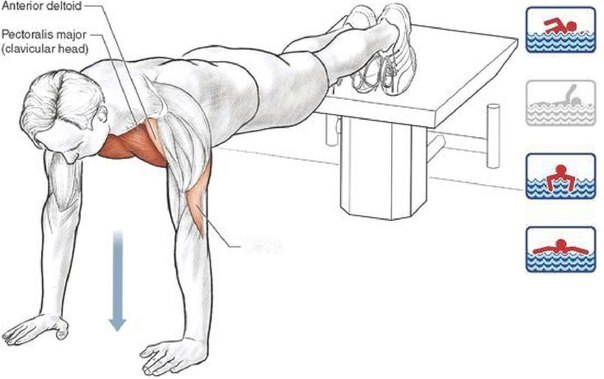 Anterior deltoid
Pectoralis major
(clavicular head)